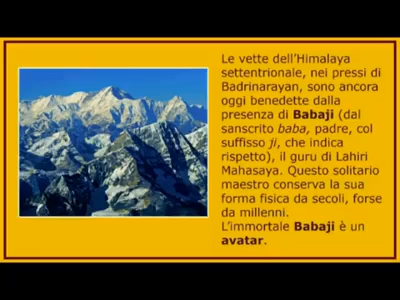 Le vette dell'Himalaya
settentrionale, nei pressi di
Badrinarayan, sono ancora
oggi benedette dalla
presenza di Babaji (dal
sanscrito baba, padre, col
suffisso ji, che indica
rispetto), il guru di Lahiri
Mahasaya. Questo solitario
maestro conserva la sua
forma fisica da secoli, forse
da millenni.
L'immortale Babaji è un
avatar.